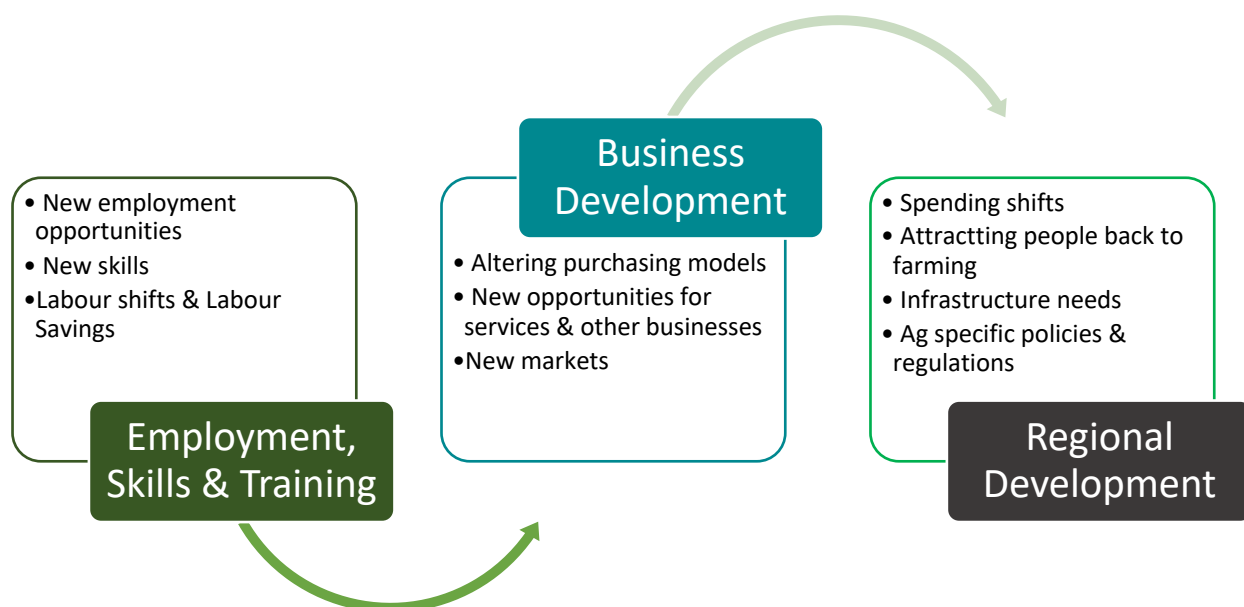 • New employment
opportunities
• New skills
•Labour shifts & Labour
Savings
Employment,
Skills & Training
Business
Development
• Altering purchasing models
• New opportunities for
services & other businesses
•New markets
• Spending shifts
• Attractting people back to
farming
• Infrastructure needs
• Ag specific policies &
regulations
Regional
Development